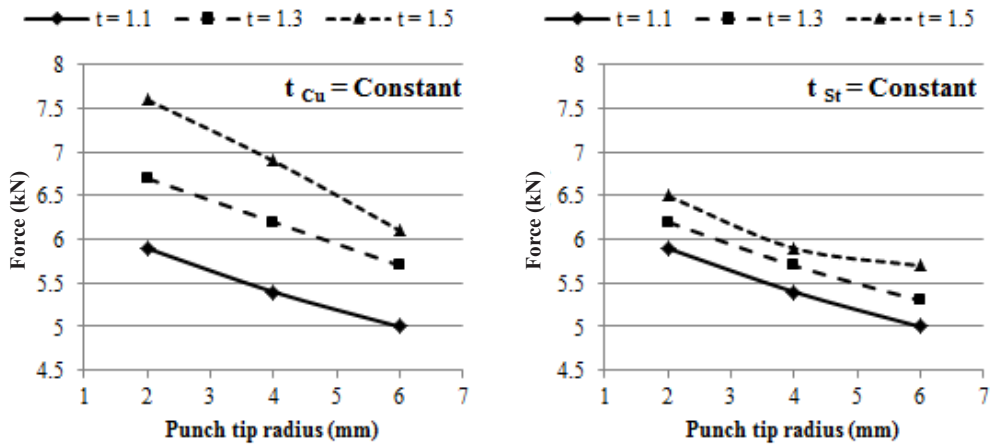 t = 1.1 t = 1.3 t = 1.5
8
7.5
7
6.5
6
5.5
5
4.5
Force (kN)
t Cu = Constant
1 2 3 4 5 6 7
Punch tip radius (mm)
t = 1.1 t = 1.3 t = 1.5
8
7.5
7
6.5
6
5.5
5
4.5
Force (kN)
t St = Constant
1 2 3 4 5 6 7
Punch tip radius (mm)